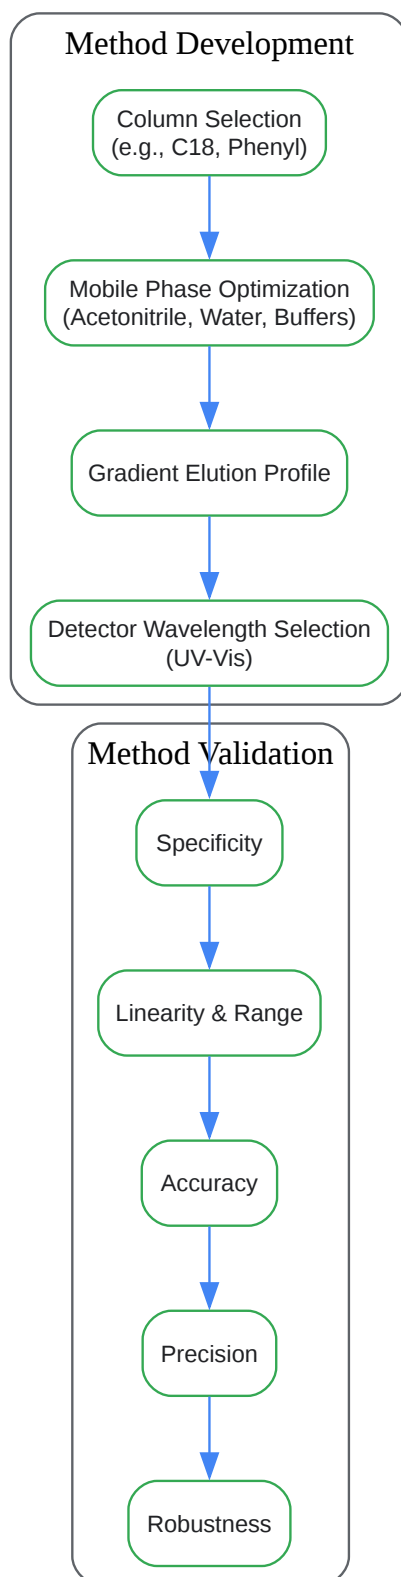 Method Development
Column Selection
(e.g., C18, Phenyl)
Mobile Phase Optimization
(Acetonitrile, Water, Buffers)
Gradient Elution Profile
Detector Wavelength Selection
(UV-Vis)
Method Validation
Specificity
Linearity & Range
Accuracy
Precision
Robustness